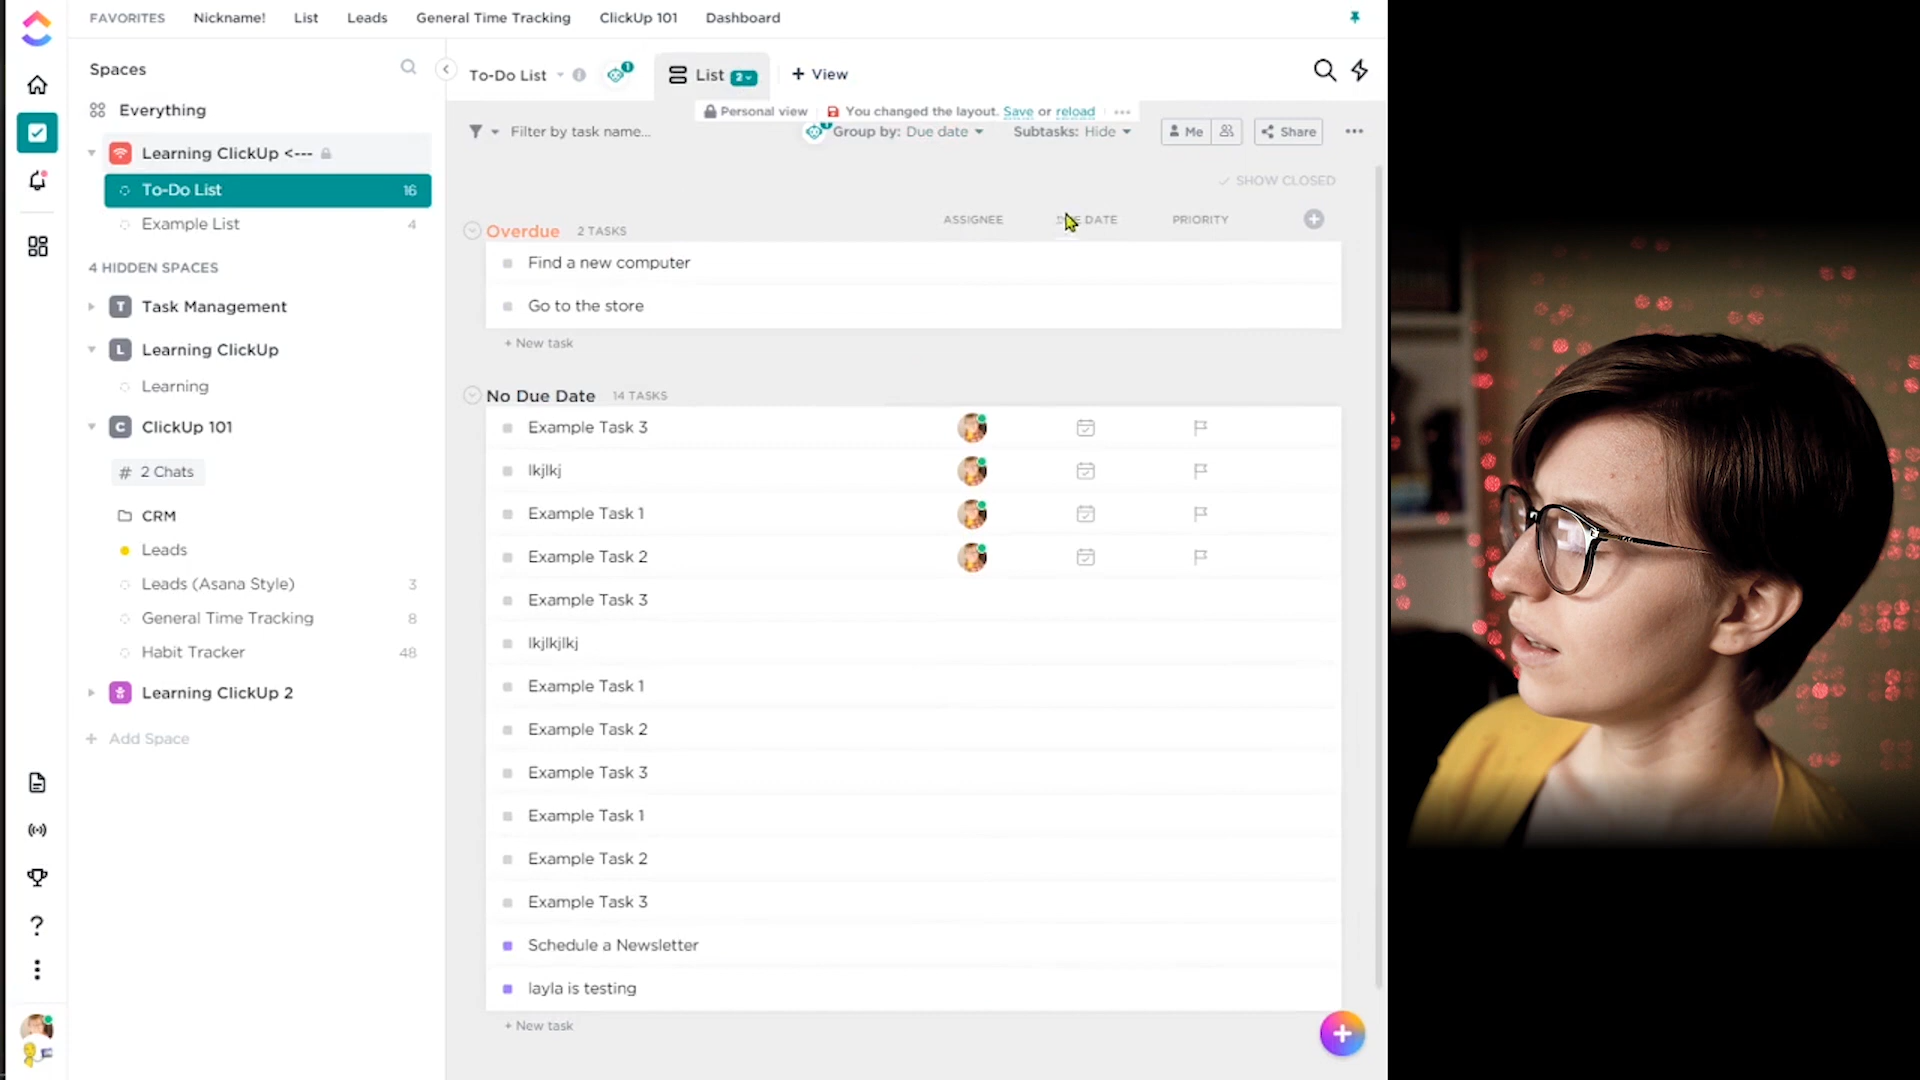 FAVORITES Nickname! List Leads General Time Tracking ClickUp 101 Dashboard
Spaces
Everything
Learning ClickUp <---
To-Do List 16
Example List 4
4 HIDDEN SPACES
T Task Management
L Learning ClickUp
Learning
C ClickUp 101
# 2 Chats
CRM
Leads
Leads (Asana Style) 3
General Time Tracking 8
Habit Tracker 48
Learning ClickUp 2
+ Add Space
To-Do List 1 List 2 + View
Personal view You changed the layout. Save or reload ...
Filter by task name... Group by: Due date Subtasks: Hide Me Share ...
SHOW CLOSED
Overdue 2 TASKS ASSIGNEE DUE DATE PRIORITY
Find a new computer
Go to the store
+ New task
No Due Date 14 TASKS
Example Task 3
lkjlkj
Example Task 1
Example Task 2
Example Task 3
lkjlkjlkj
Example Task 1
Example Task 2
Example Task 3
Example Task 1
Example Task 2
Example Task 3
Schedule a Newsletter
layla is testing
+ New task